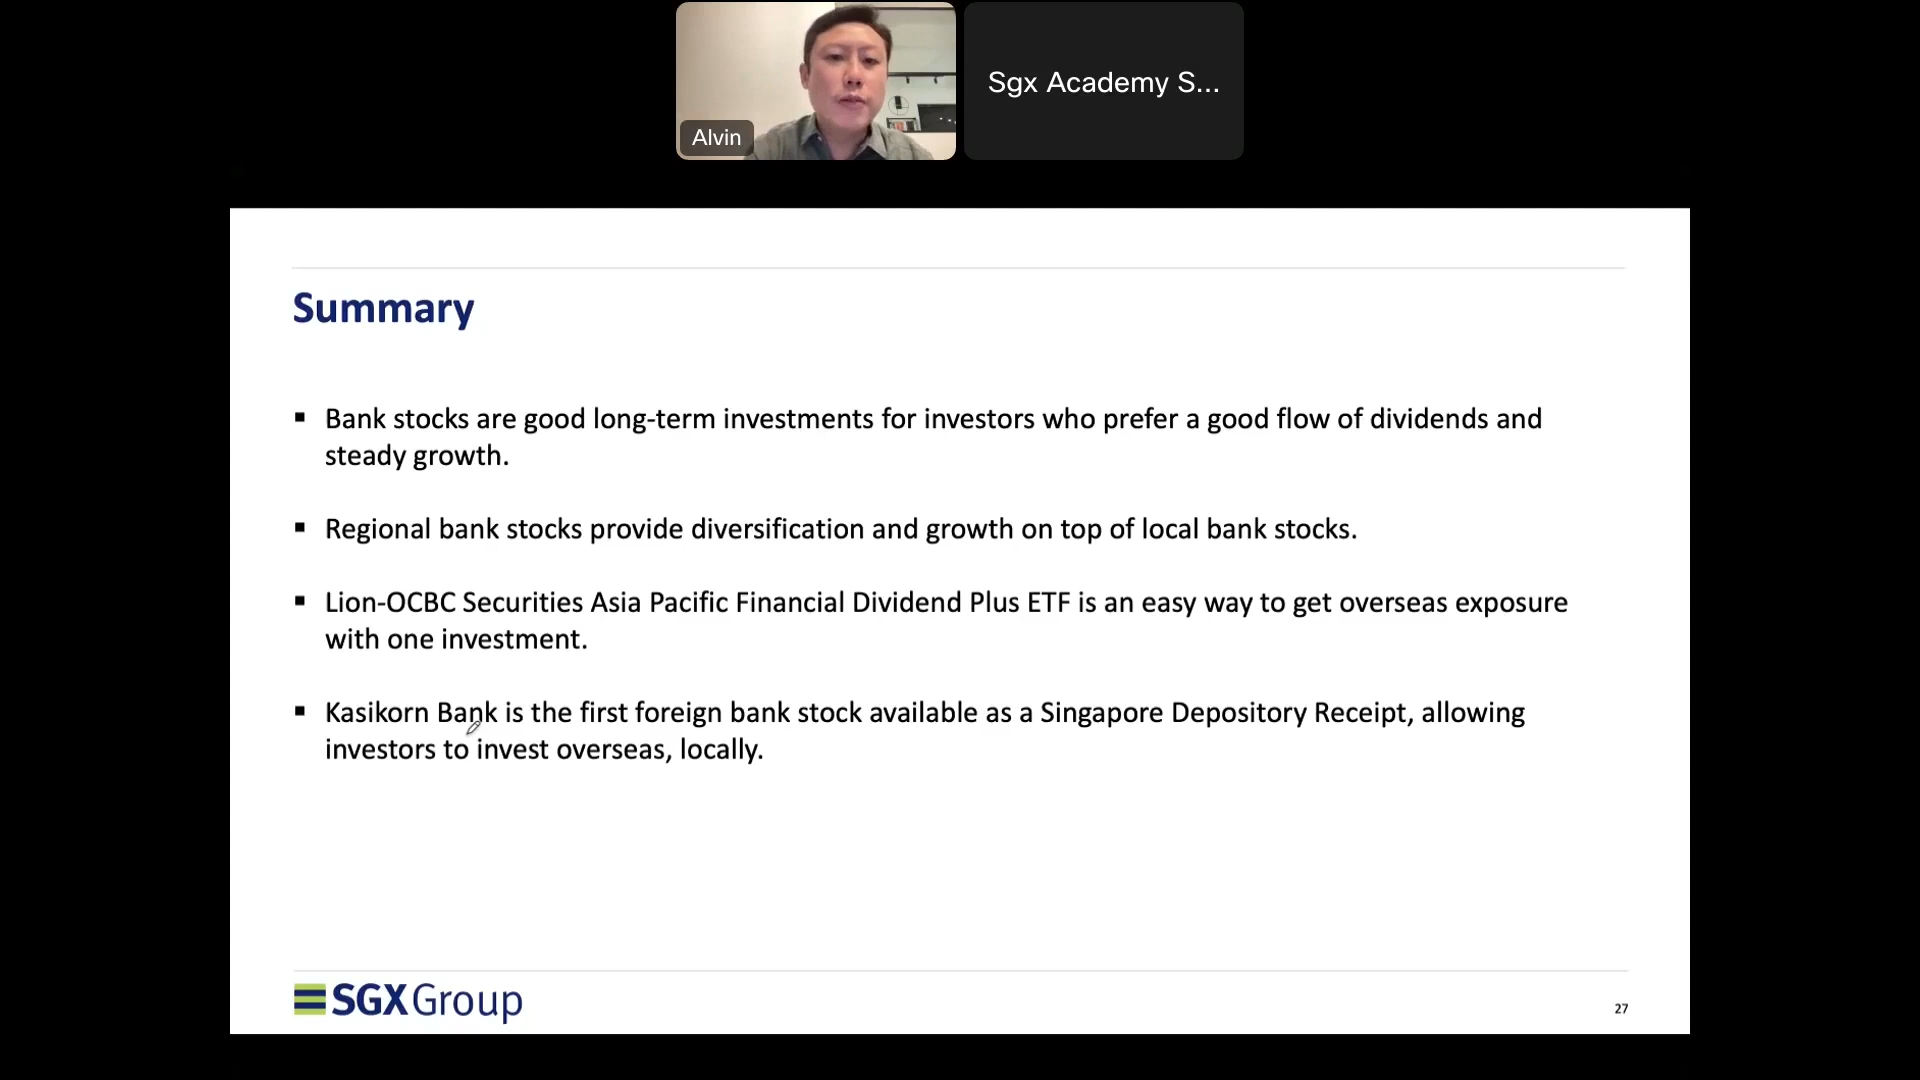 Alvin
Sgx Academy S...
Summary
▪ Bank stocks are good long-term investments for investors who prefer a good flow of dividends and
steady growth.
▪ Regional bank stocks provide diversification and growth on top of local bank stocks.
▪ Lion-OCBC Securities Asia Pacific Financial Dividend Plus ETF is an easy way to get overseas exposure
with one investment.
▪ Kasikorn Bank is the first foreign bank stock available as a Singapore Depository Receipt, allowing
investors to invest overseas, locally.
SGXGroup
27